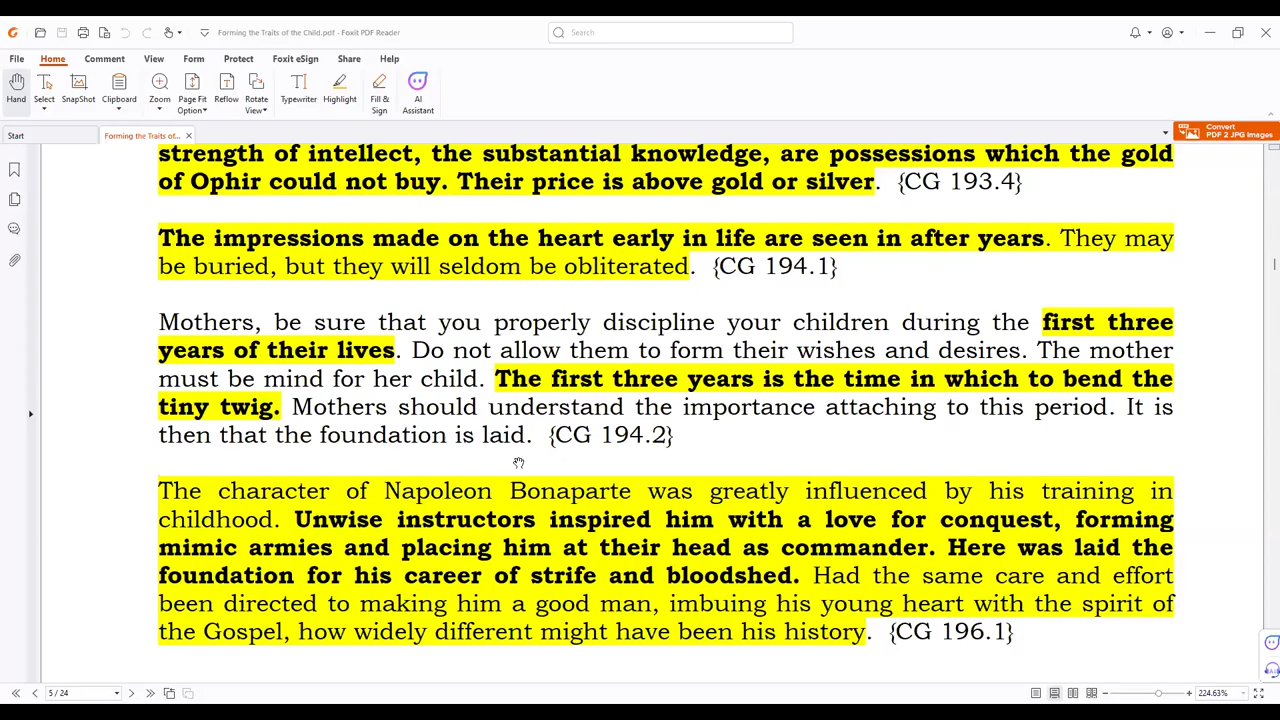 Forming the Traits of the Child.pdf - Foxit PDF Reader
Search
File Home Comment View Form Protect Foxit eSign Share Help
Hand Select SnapShot Clipboard Zoom Page Fit Option Reflow Rotate View Typewriter Highlight Fill & Sign AI Assistant
Start
Forming the Traits of...
Convert
PDF 2 JPG Images
strength of intellect, the substantial knowledge, are possessions which the gold
of Ophir could not buy. Their price is above gold or silver. {CG 193.4}
The impressions made on the heart early in life are seen in after years. They may
be buried, but they will seldom be obliterated. {CG 194.1}
Mothers, be sure that you properly discipline your children during the first three
years of their lives. Do not allow them to form their wishes and desires. The mother
must be mind for her child. The first three years is the time in which to bend the
tiny twig. Mothers should understand the importance attaching to this period. It is
then that the foundation is laid. {CG 194.2}
The character of Napoleon Bonaparte was greatly influenced by his training in
childhood. Unwise instructors inspired him with a love for conquest, forming
mimic armies and placing him at their head as commander. Here was laid the
foundation for his career of strife and bloodshed. Had the same care and effort
been directed to making him a good man, imbuing his young heart with the spirit of
the Gospel, how widely different might have been his history. {CG 196.1}
5 / 24
224.63%